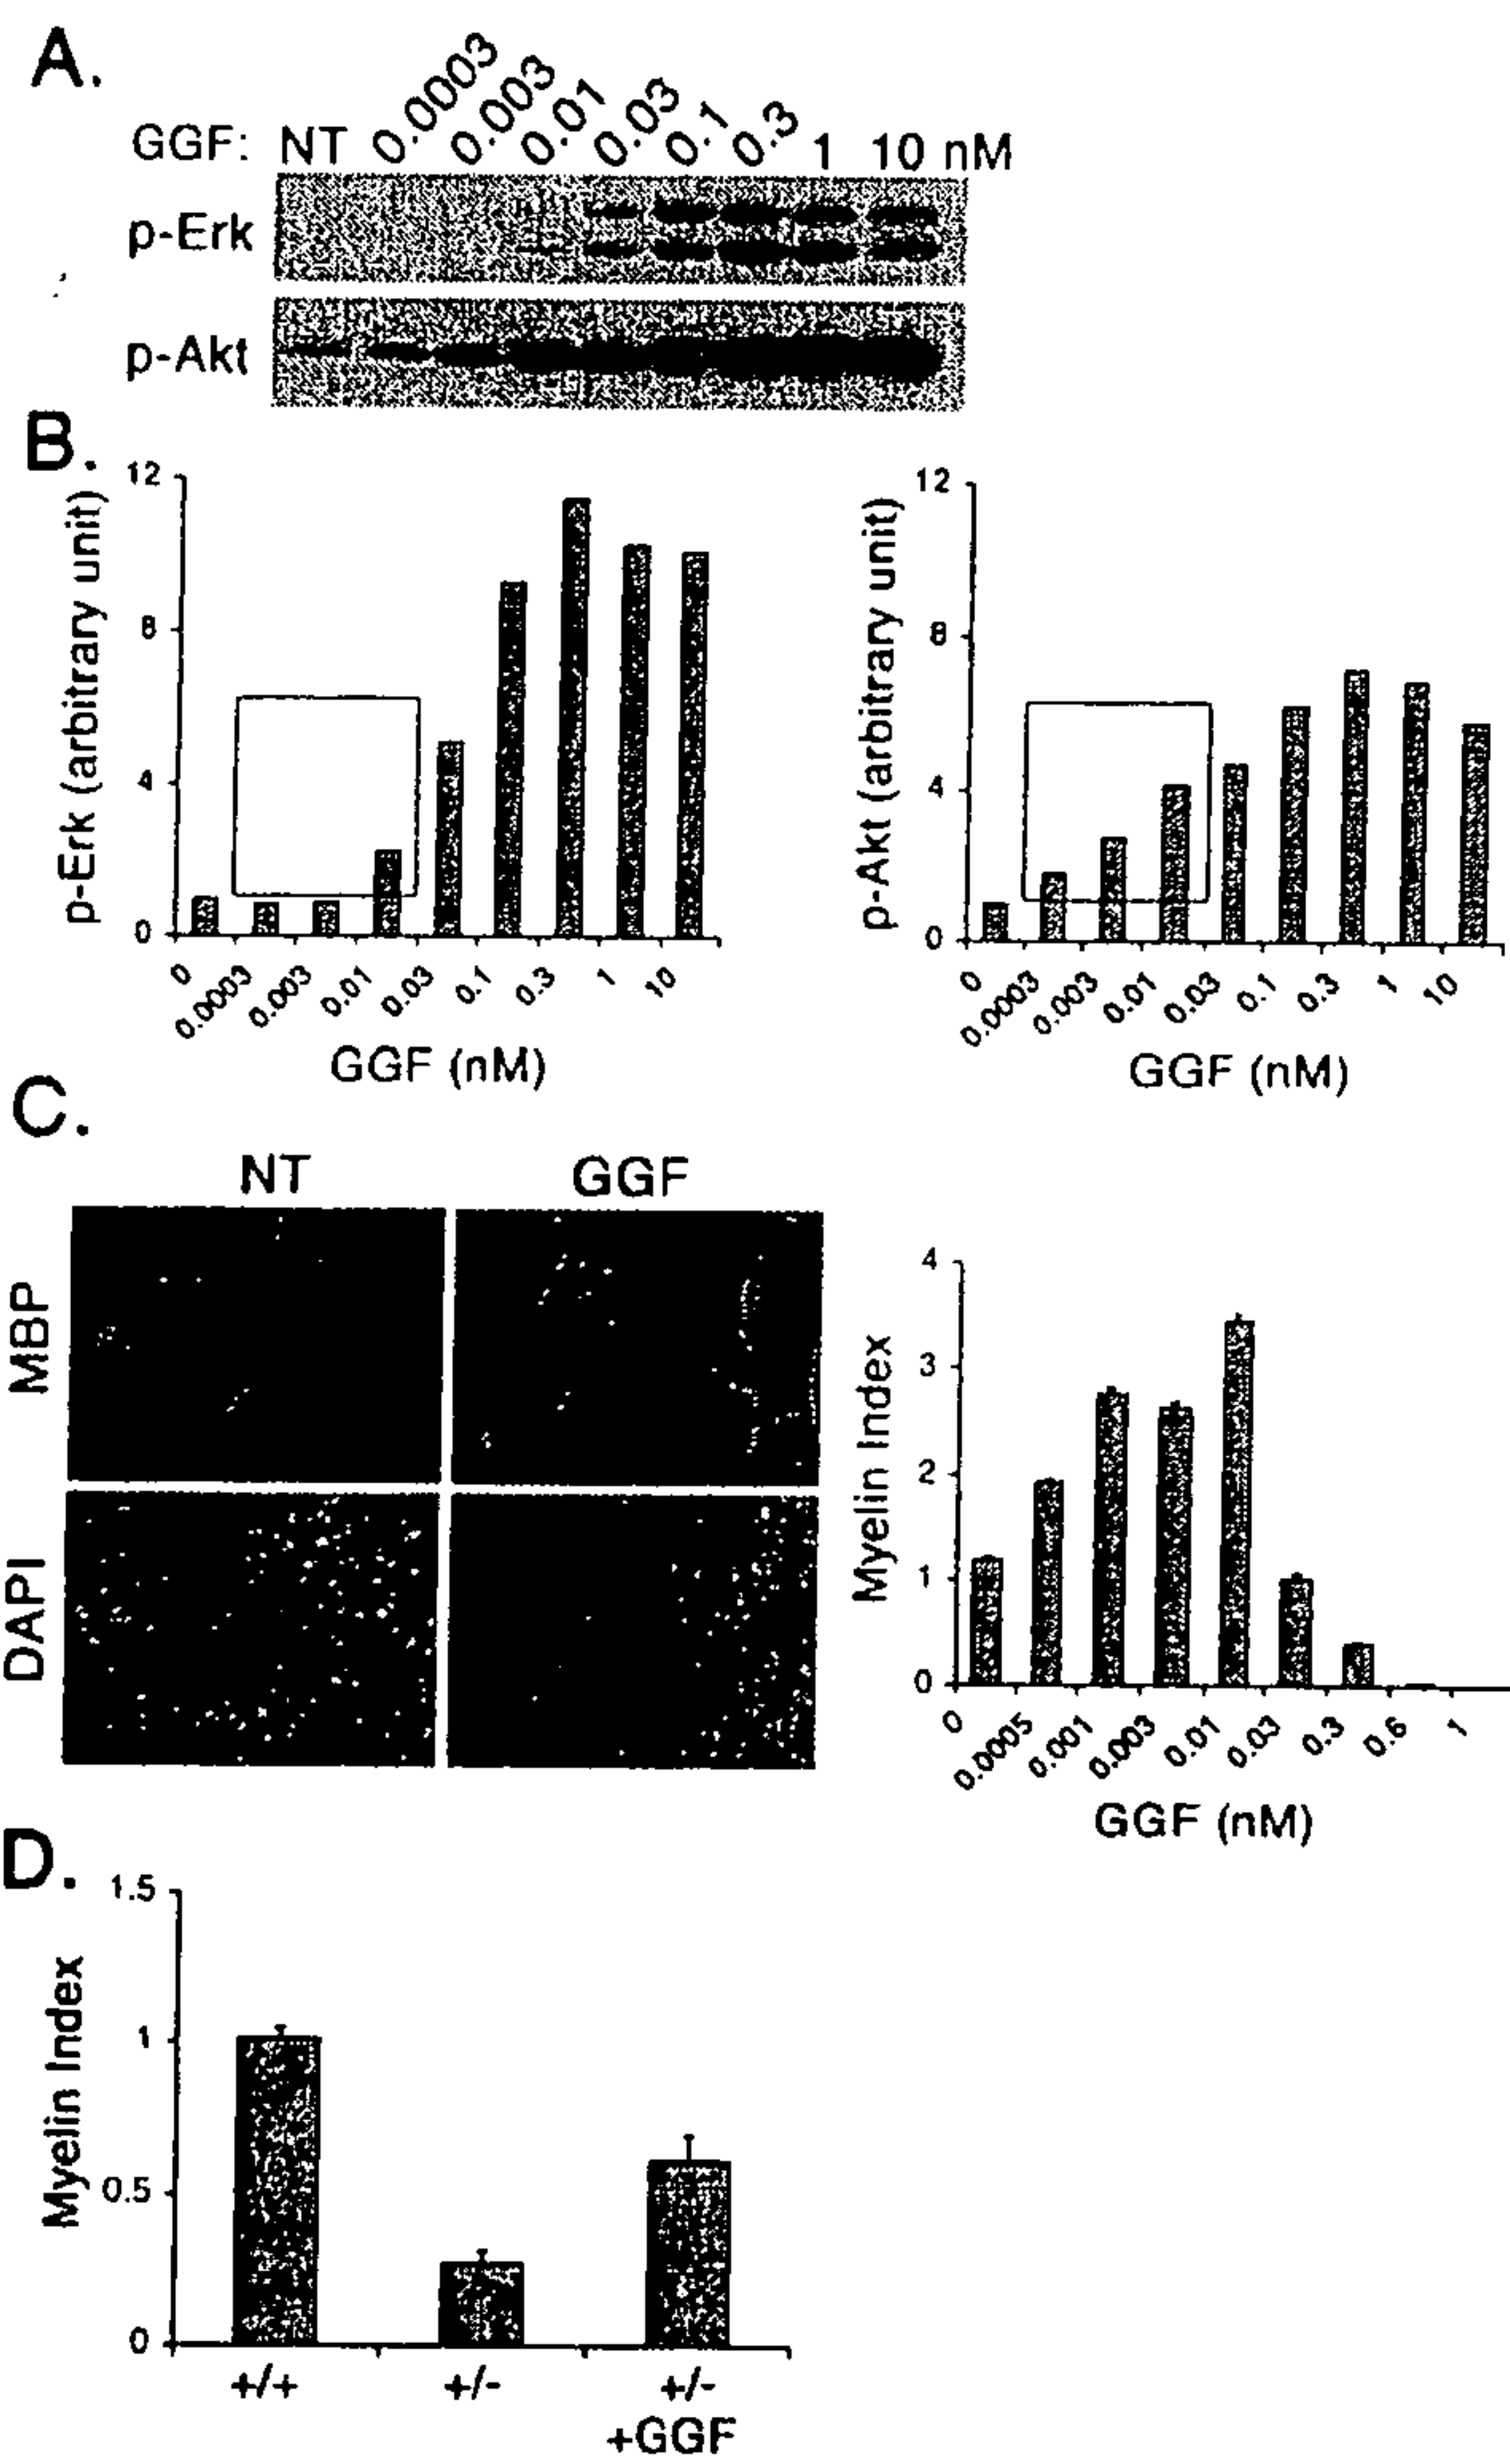 A.
GGF: NT 0.0003 0.003 0.01 0.03 0.1 0.3 1 10 nM
p-Erk
p-Akt
B.
p-Erk (arbitrary unit)
12
8
4
0
0 0.0003 0.003 0.01 0.03 0.1 0.3 1 10
GGF (nM)
p-Akt (arbitrary unit)
12
8
4
0
0 0.0003 0.003 0.01 0.03 0.1 0.3 1 10
GGF (nM)
C.
NT GGF
MBP
DAPI
Myelin Index
4
3
2
1
0
0 0.0005 0.001 0.003 0.01 0.03 0.3 0.6 1
GGF (nM)
D.
Myelin Index
1.5
1
0.5
0
+/+ +/- +/-
+GGF